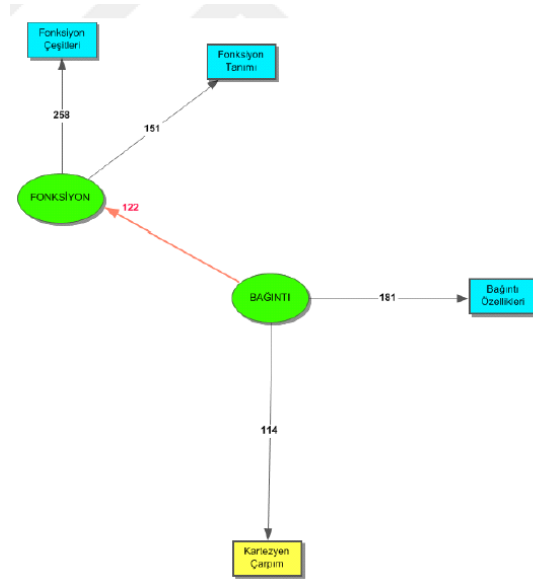 Fonksiyon
Çeşitleri
Fonksiyon
Tanımı
258
151
FONKSİYON
122
BAĞINTI
181
Bağıntı
Özellikleri
114
Kartezyen
Çarpım